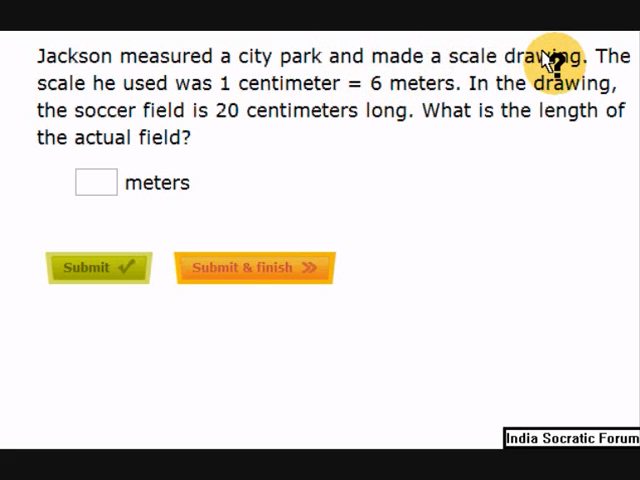 Jackson measured a city park and made a scale drawing. The
scale he used was 1 centimeter = 6 meters. In the drawing,
the soccer field is 20 centimeters long. What is the length of
the actual field?
meters
Submit
Submit & finish
India Socratic Forum